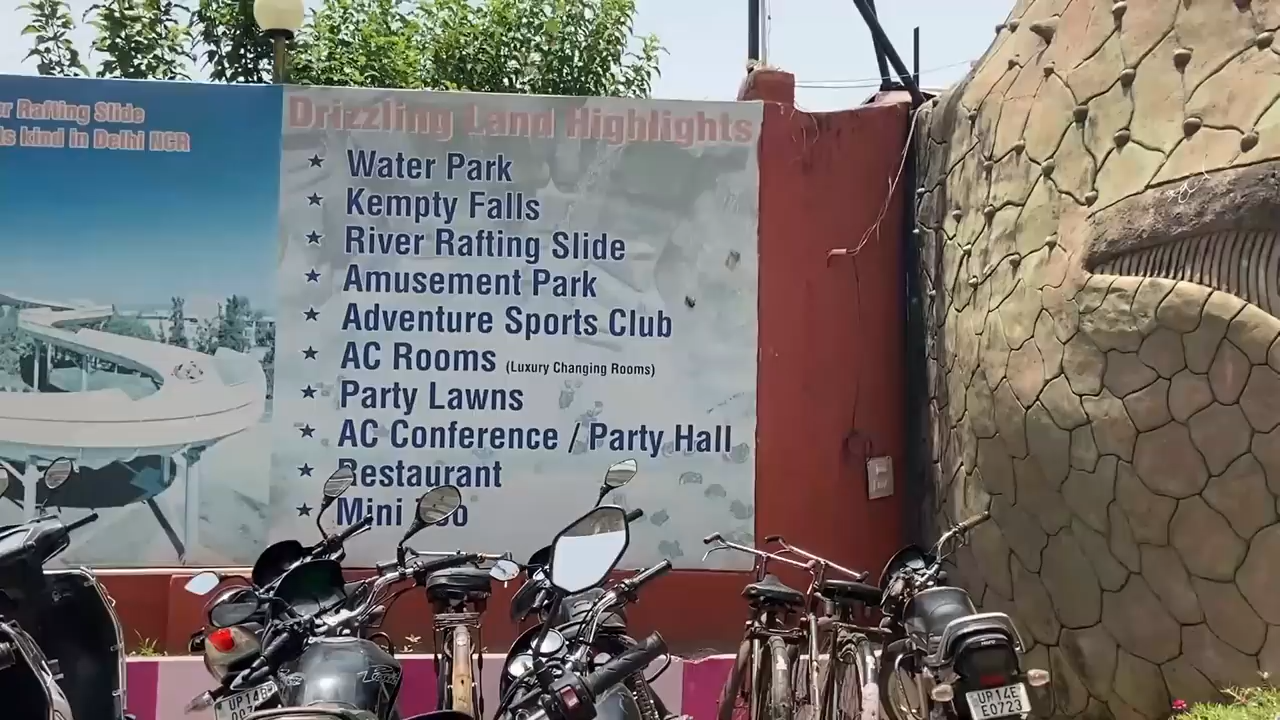 Rafting Slide
kind in Delhi NCR
Drizzling Land Highlights
Water Park
Kempty Falls
River Rafting Slide
Amusement Park
Adventure Sports Club
AC Rooms (Luxury Changing Rooms)
Party Lawns
AC Conference / Party Hall
Restaurant
Mini
UP14E
E0723